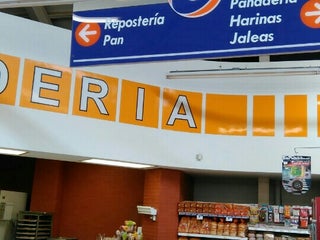 Repostería
Pan
Panadería
Harinas
Jaleas
DERIA